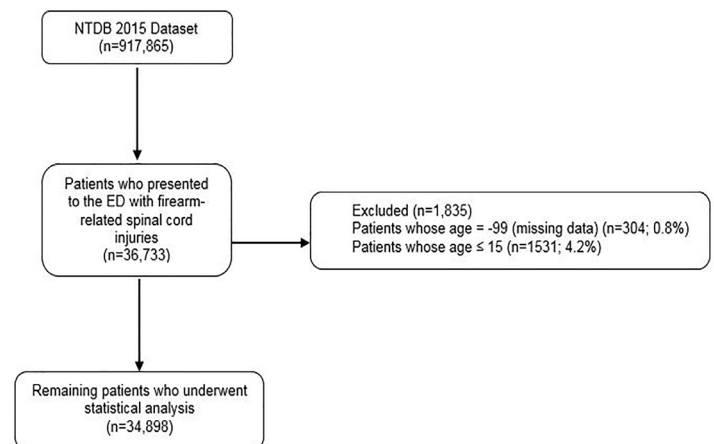 NTDB 2015 Dataset
(n=917,865)
Patients who presented
to the ED with firearm-
related spinal cord
injuries
(n=36,733)
Excluded (n=1,835)
Patients whose age = -99 (missing data) (n=304; 0.8%)
Patients whose age ≤ 15 (n=1531; 4.2%)
Remaining patients who underwent
statistical analysis
(n=34,898)